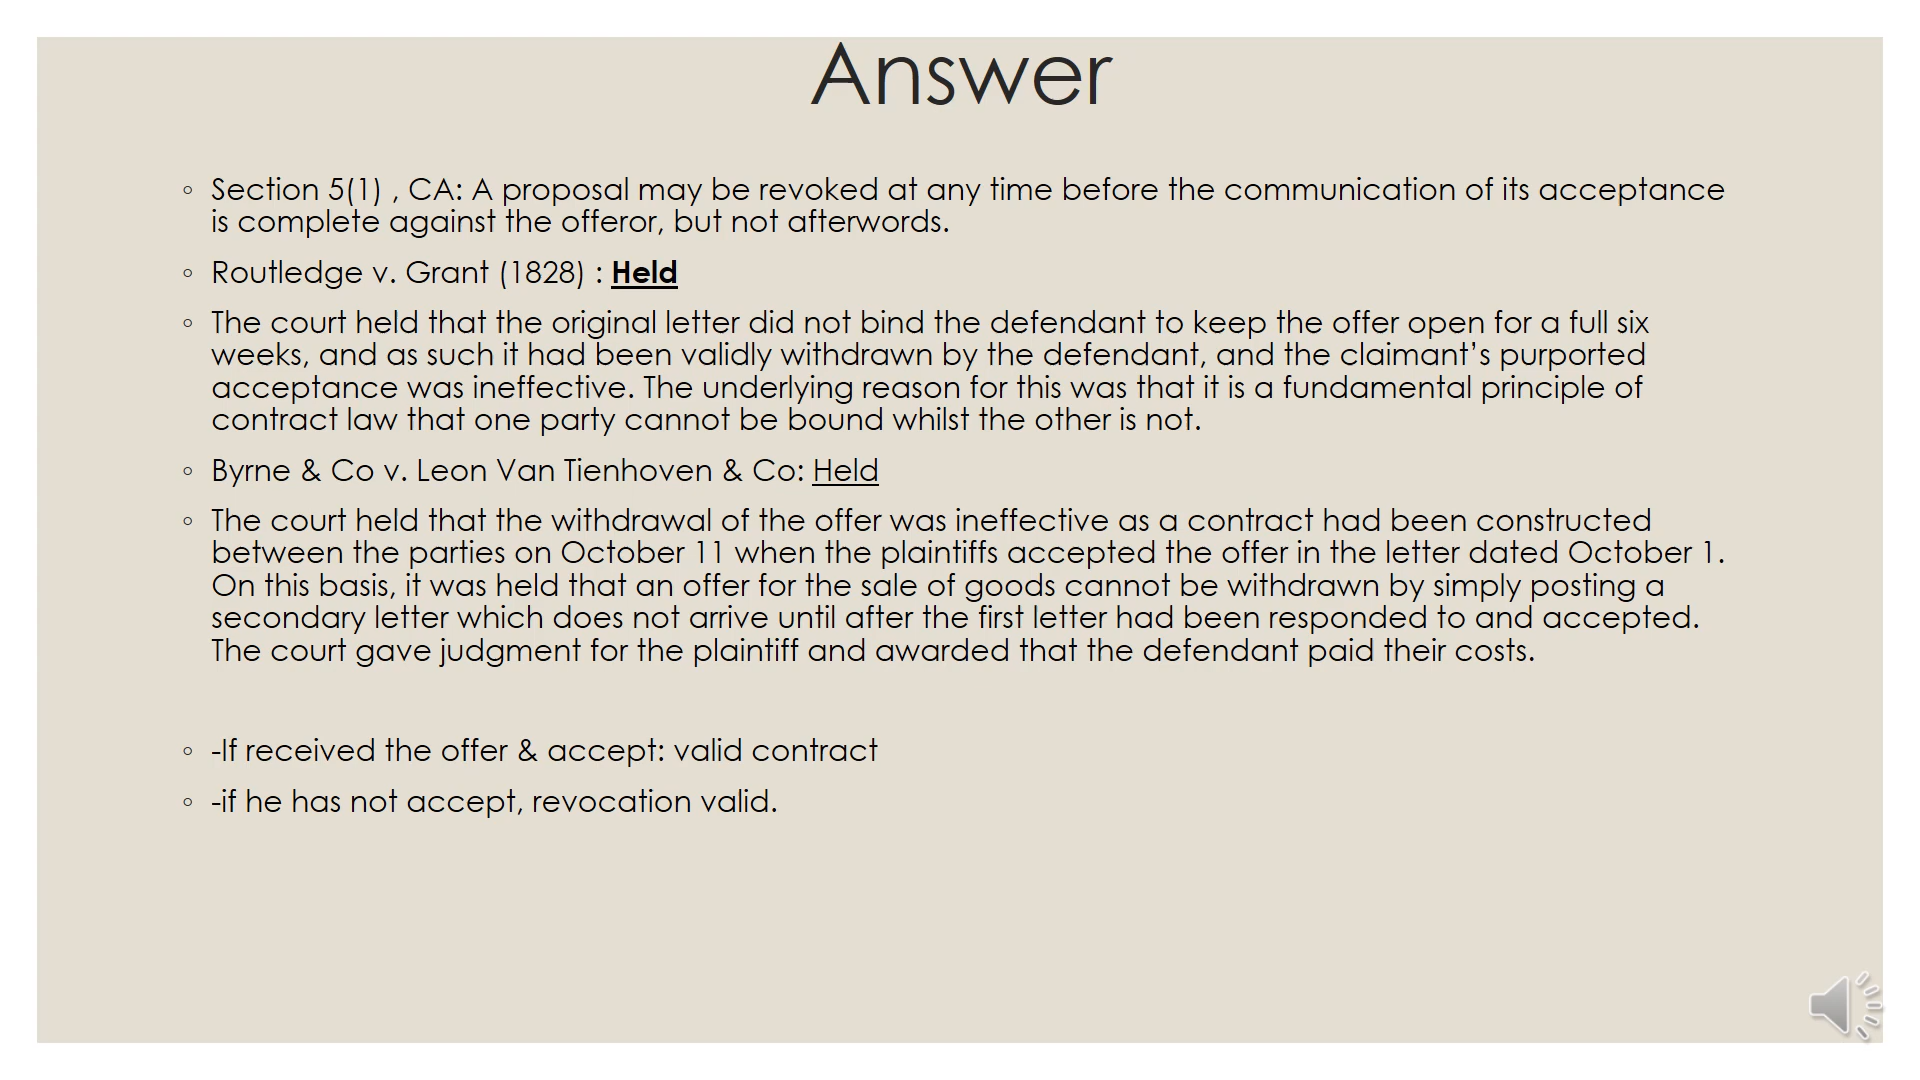 Answer
◦ Section 5(1) , CA: A proposal may be revoked at any time before the communication of its acceptance
is complete against the offeror, but not afterwords.
◦ Routledge v. Grant (1828) : Held
◦ The court held that the original letter did not bind the defendant to keep the offer open for a full six
weeks, and as such it had been validly withdrawn by the defendant, and the claimant’s purported
acceptance was ineffective. The underlying reason for this was that it is a fundamental principle of
contract law that one party cannot be bound whilst the other is not.
◦ Byrne & Co v. Leon Van Tienhoven & Co: Held
◦ The court held that the withdrawal of the offer was ineffective as a contract had been constructed
between the parties on October 11 when the plaintiffs accepted the offer in the letter dated October 1.
On this basis, it was held that an offer for the sale of goods cannot be withdrawn by simply posting a
secondary letter which does not arrive until after the first letter had been responded to and accepted.
The court gave judgment for the plaintiff and awarded that the defendant paid their costs.
◦ -If received the offer & accept: valid contract
◦ -if he has not accept, revocation valid.